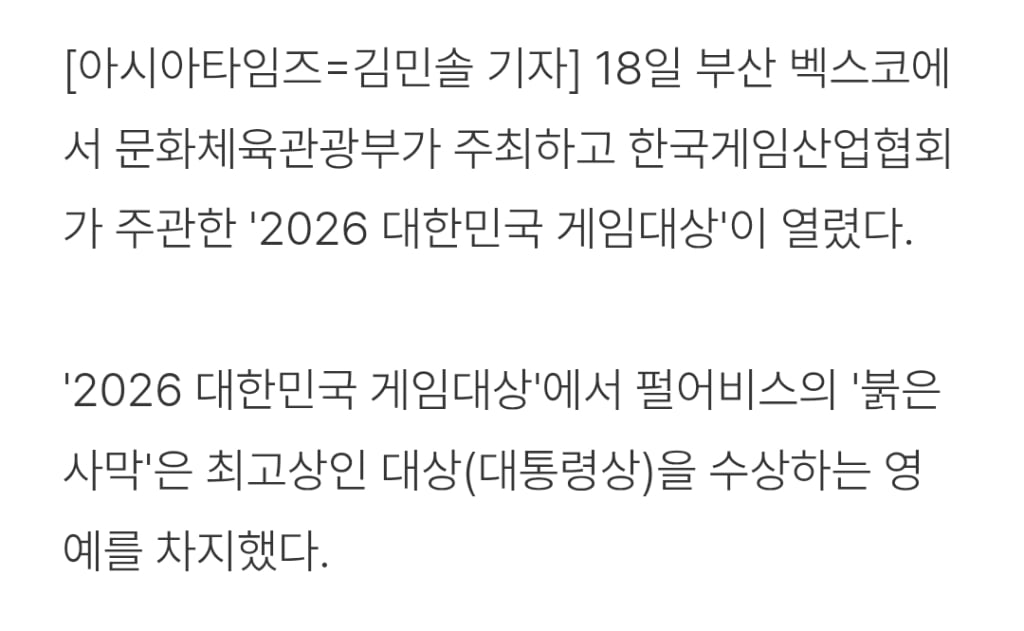 [아시아타임즈=김민솔 기자] 18일 부산 벡스코에
서 문화체육관광부가 주최하고 한국게임산업협회
가 주관한 '2026 대한민국 게임대상'이 열렸다.
'2026 대한민국 게임대상'에서 펄어비스의 '붉은
사막'은 최고상인 대상(대통령상)을 수상하는 영
예를 차지했다.